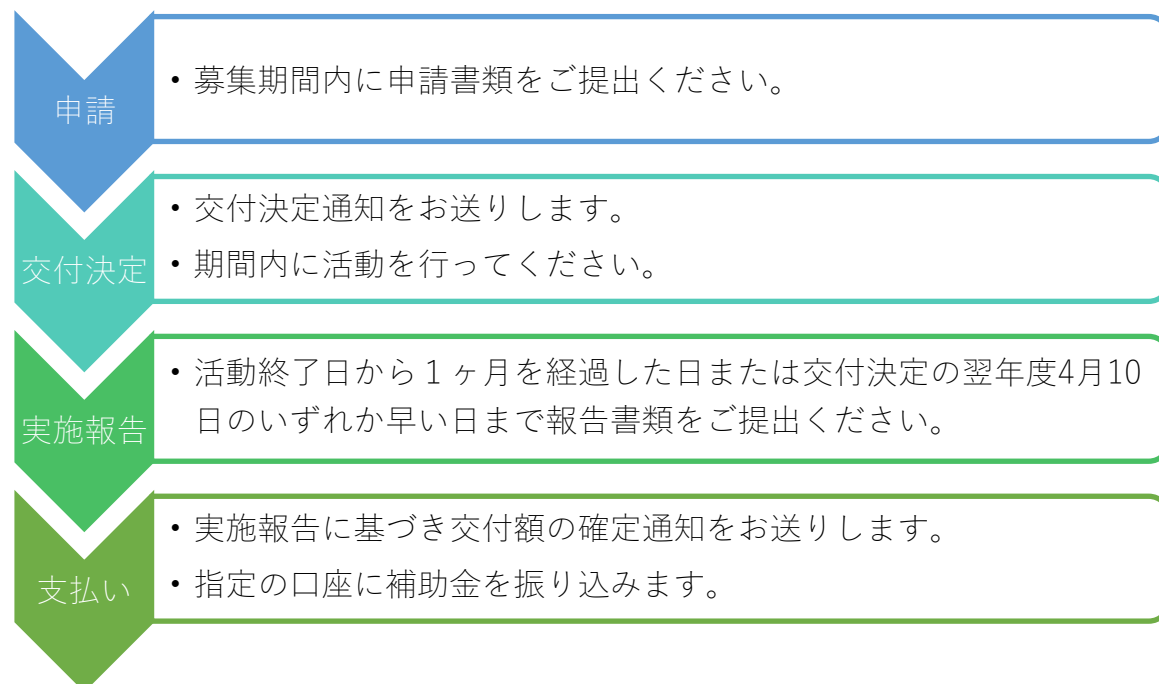 申請
・募集期間内に申請書類をご提出ください。
交付決定
・交付決定通知をお送りします。
・期間内に活動を行ってください。
実施報告
・活動終了日から１ヶ月を経過した日または交付決定の翌年度4月10
日のいずれか早い日まで報告書類をご提出ください。
支払い
・実施報告に基づき交付額の確定通知をお送りします。
・指定の口座に補助金を振り込みます。